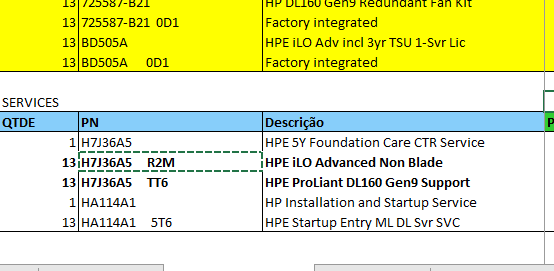 13 725587-B21 HP DL160 Gen9 Redundant Fan Kit
13 725587-B21 0D1 Factory integrated
13 BD505A HPE iLO Adv incl 3yr TSU 1-Svr Lic
13 BD505A 0D1 Factory integrated
SERVICES
QTDE PN Descrição P
1 H7J36A5 HPE 5Y Foundation Care CTR Service
13 H7J36A5 R2M HPE iLO Advanced Non Blade
13 H7J36A5 TT6 HPE ProLiant DL160 Gen9 Support
1 HA114A1 HP Installation and Startup Service
13 HA114A1 5T6 HPE Startup Entry ML DL Svr SVC